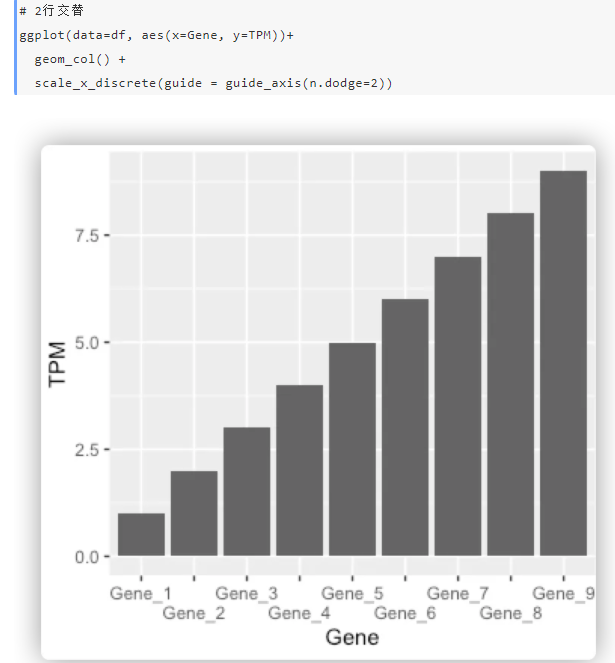 # 2行交替
ggplot(data=df, aes(x=Gene, y=TPM))+
  geom_col() +
  scale_x_discrete(guide = guide_axis(n.dodge=2))
7.5
5.0
2.5
0.0
TPM
Gene_1 Gene_3 Gene_5 Gene_7 Gene_9
Gene_2 Gene_4 Gene_6 Gene_8
Gene